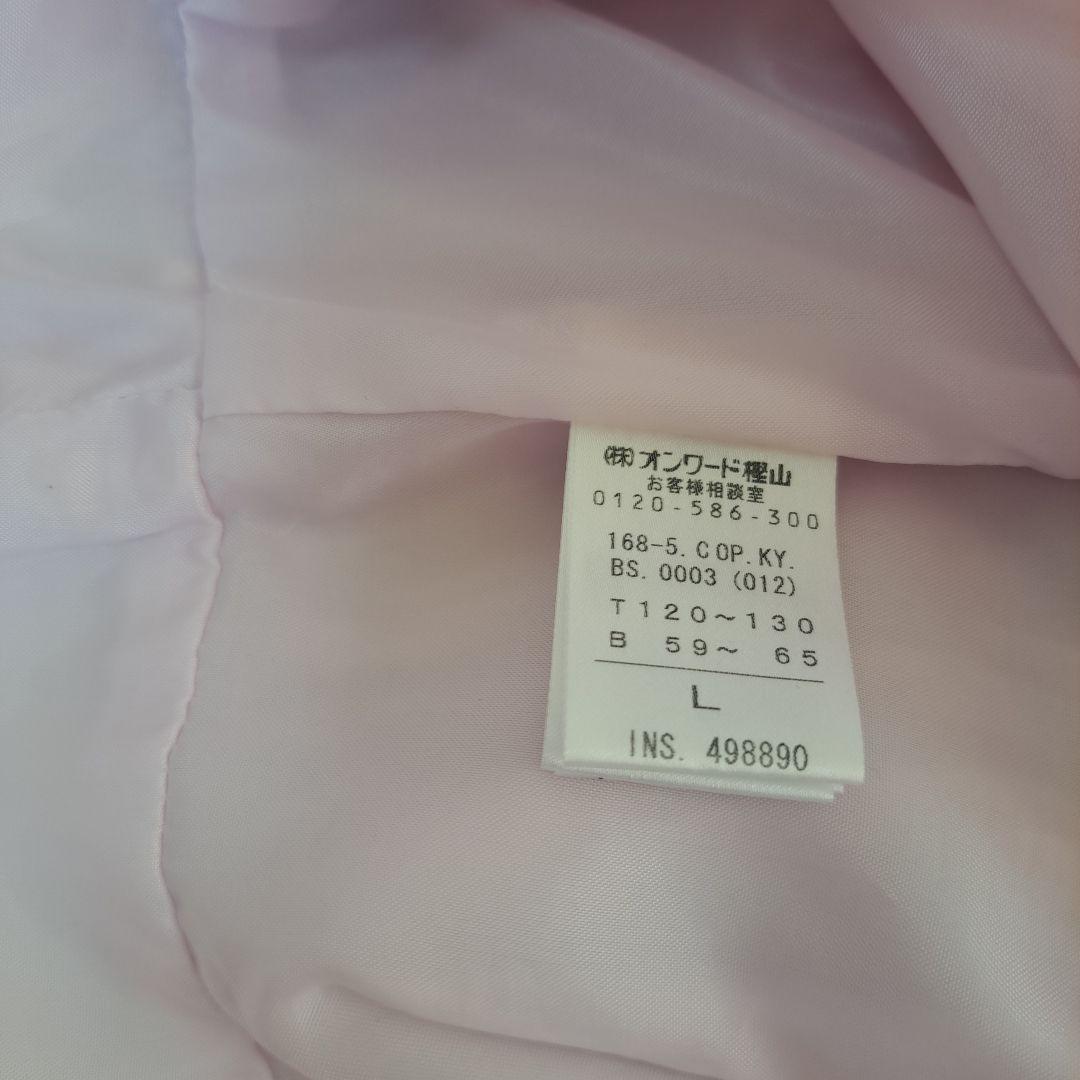 (株)オンワード樫山
お客様相談室
0120-586-300
168-5. COP. KY.
BS. 0003 (012)
T 120~130
B 59~ 65
L
INS. 498890